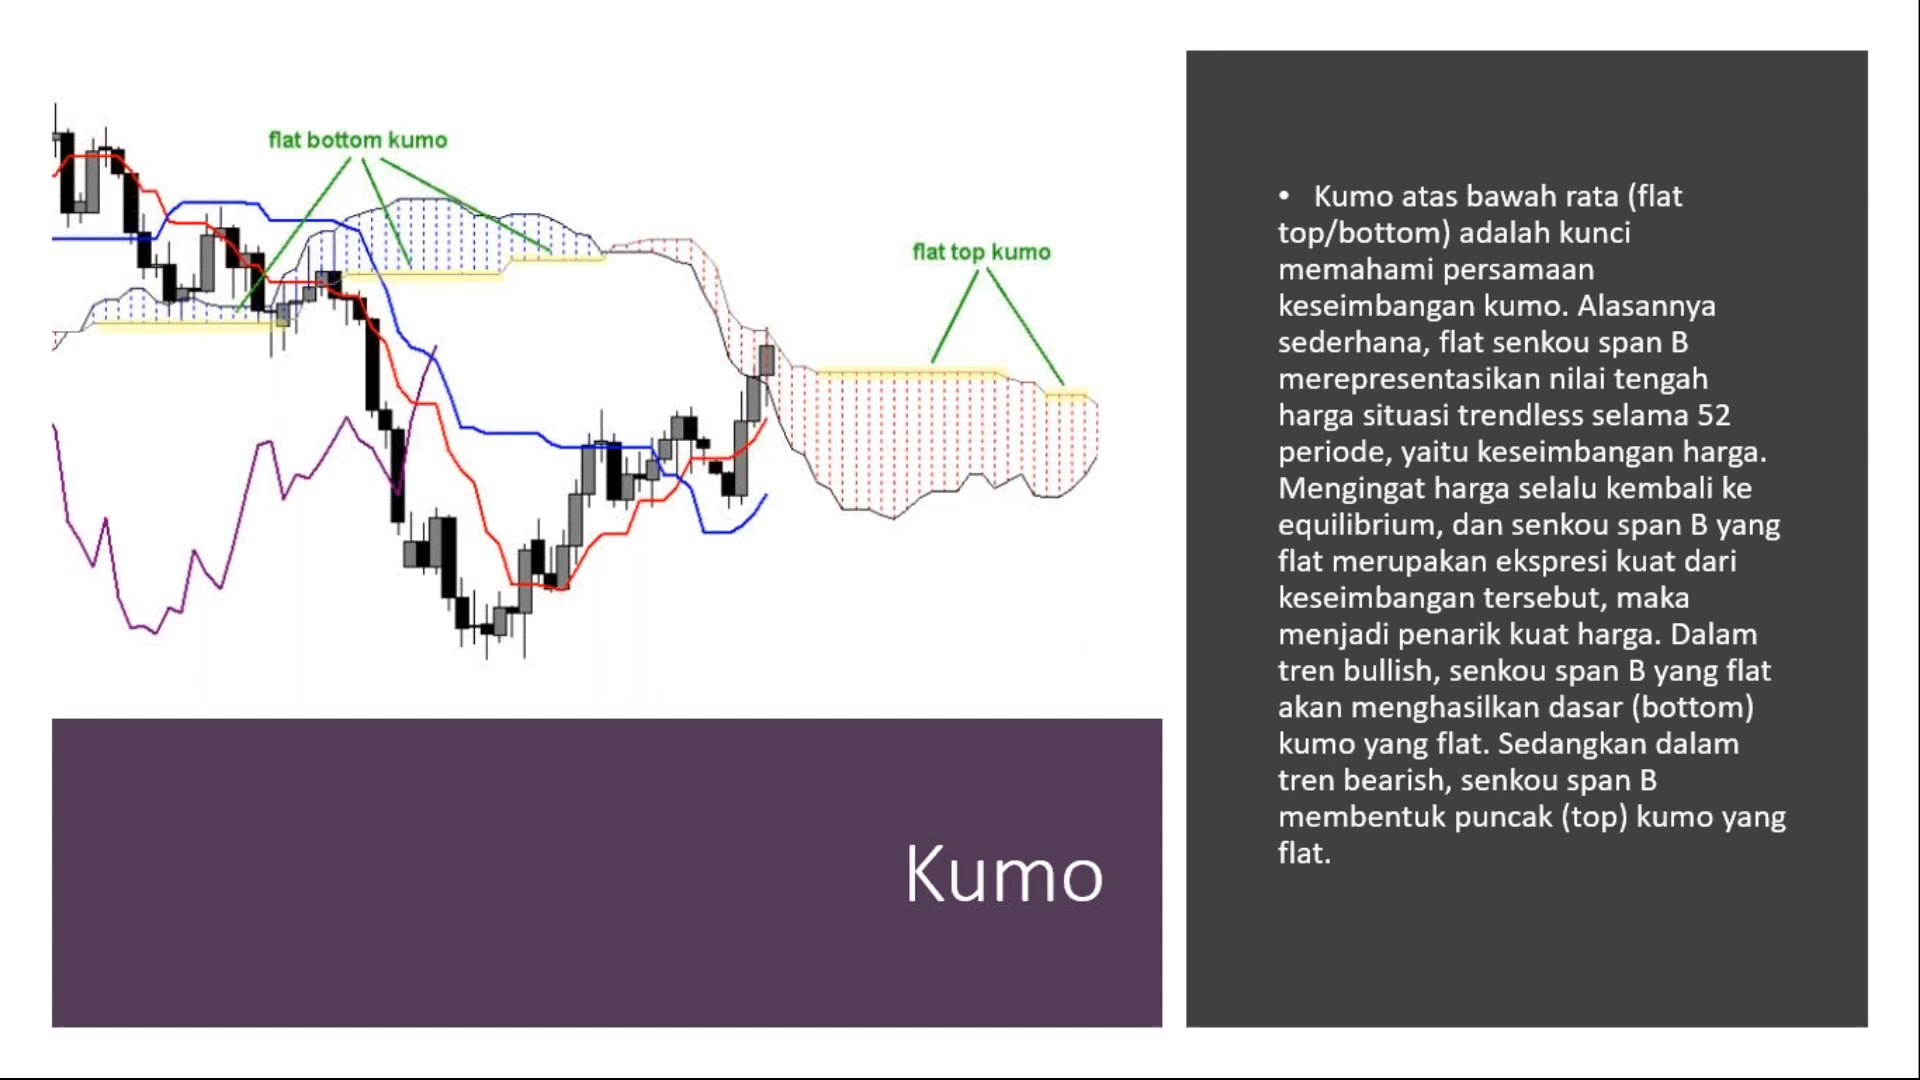 flat bottom kumo
flat top kumo
Kumo
• Kumo atas bawah rata (flat
top/bottom) adalah kunci
memahami persamaan
keseimbangan kumo. Alasannya
sederhana, flat senkou span B
merepresentasikan nilai tengah
harga situasi trendless selama 52
periode, yaitu keseimbangan harga.
Mengingat harga selalu kembali ke
equilibrium, dan senkou span B yang
flat merupakan ekspresi kuat dari
keseimbangan tersebut, maka
menjadi penarik kuat harga. Dalam
tren bullish, senkou span B yang flat
akan menghasilkan dasar (bottom)
kumo yang flat. Sedangkan dalam
tren bearish, senkou span B
membentuk puncak (top) kumo yang
flat.